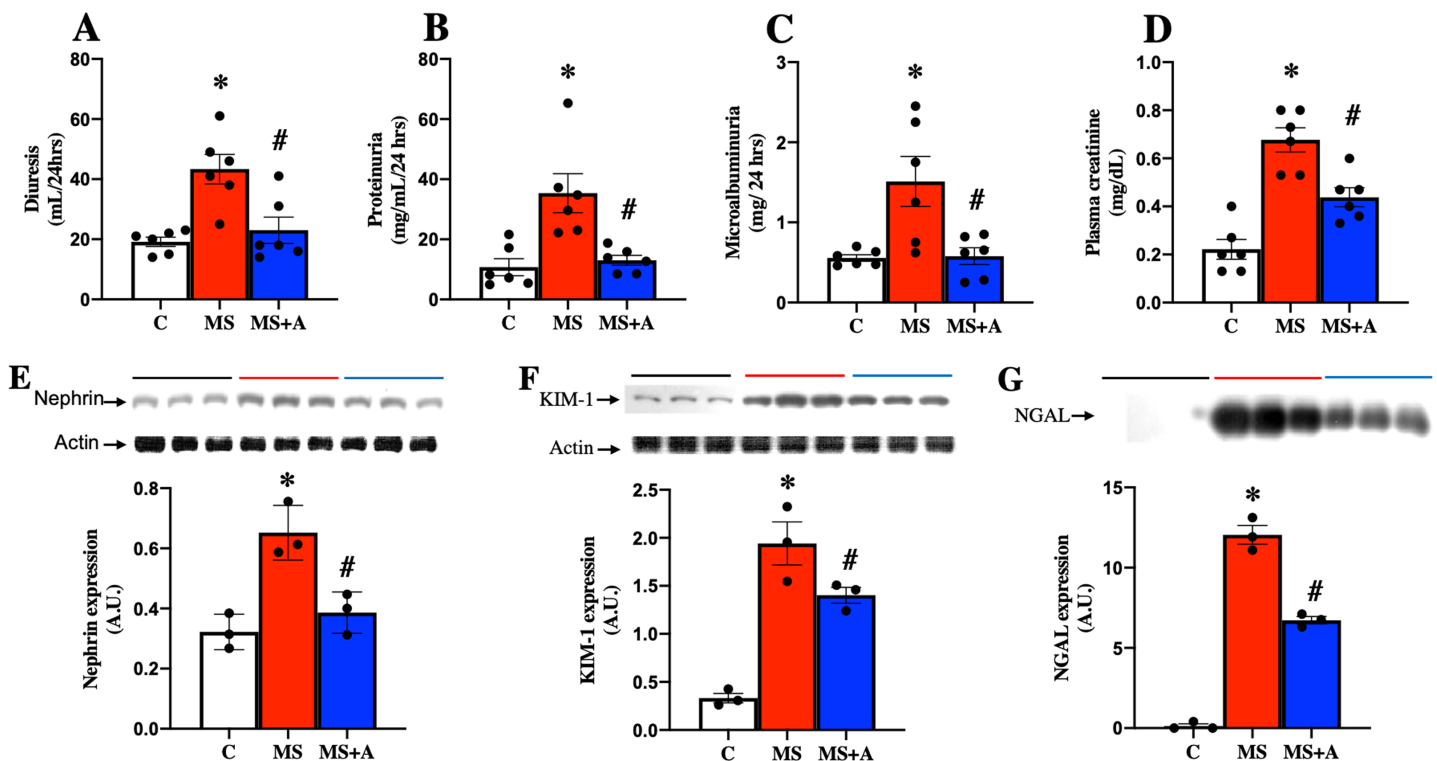 A
Diuresis
(mL/24hrs)
80
60
40
20
0
*
#
C MS MS+A
B
Proteinuria
(mg/mL/24 hrs)
80
60
40
20
0
*
#
C MS MS+A
C
Microalbuminuria
(mg/ 24 hrs)
3
2
1
0
*
#
C MS MS+A
D
Plasma creatinine
(mg/dL)
1.0
0.8
0.6
0.4
0.2
0.0
*
#
C MS MS+A
E
Nephrin
Actin
Nephrin expression
(A.U.)
0.8
0.6
0.4
0.2
0.0
*
#
C MS MS+A
F
KIM-1
Actin
KIM-1 expression
(A.U.)
2.5
2.0
1.5
1.0
0.5
0.0
*
#
C MS MS+A
G
NGAL
NGAL expression
(A.U.)
15
10
5
0
*
#
C MS MS+A